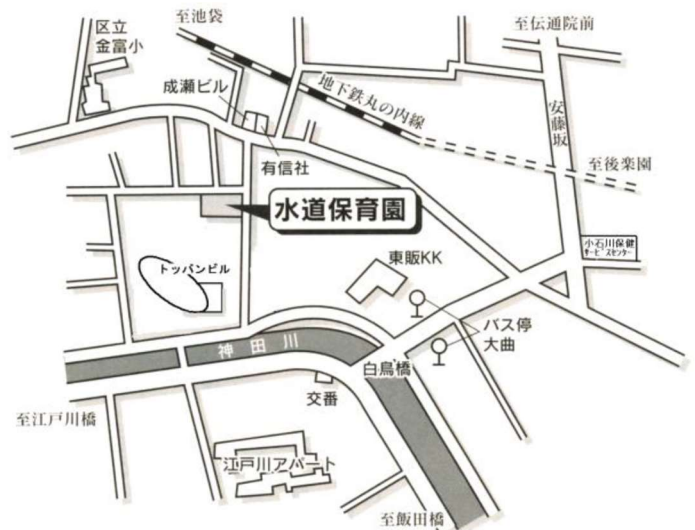 至池袋
至伝通院前
区立
金富小
成瀬ビル
地下鉄丸の内線
安藤坂
有信社
至後楽園
水道保育園
小石川保健
サービスセンター
東販KK
トッパンビル
バス停
大曲
神田川
白鳥橋
交番
至江戸川橋
江戸川アパート
至飯田橋